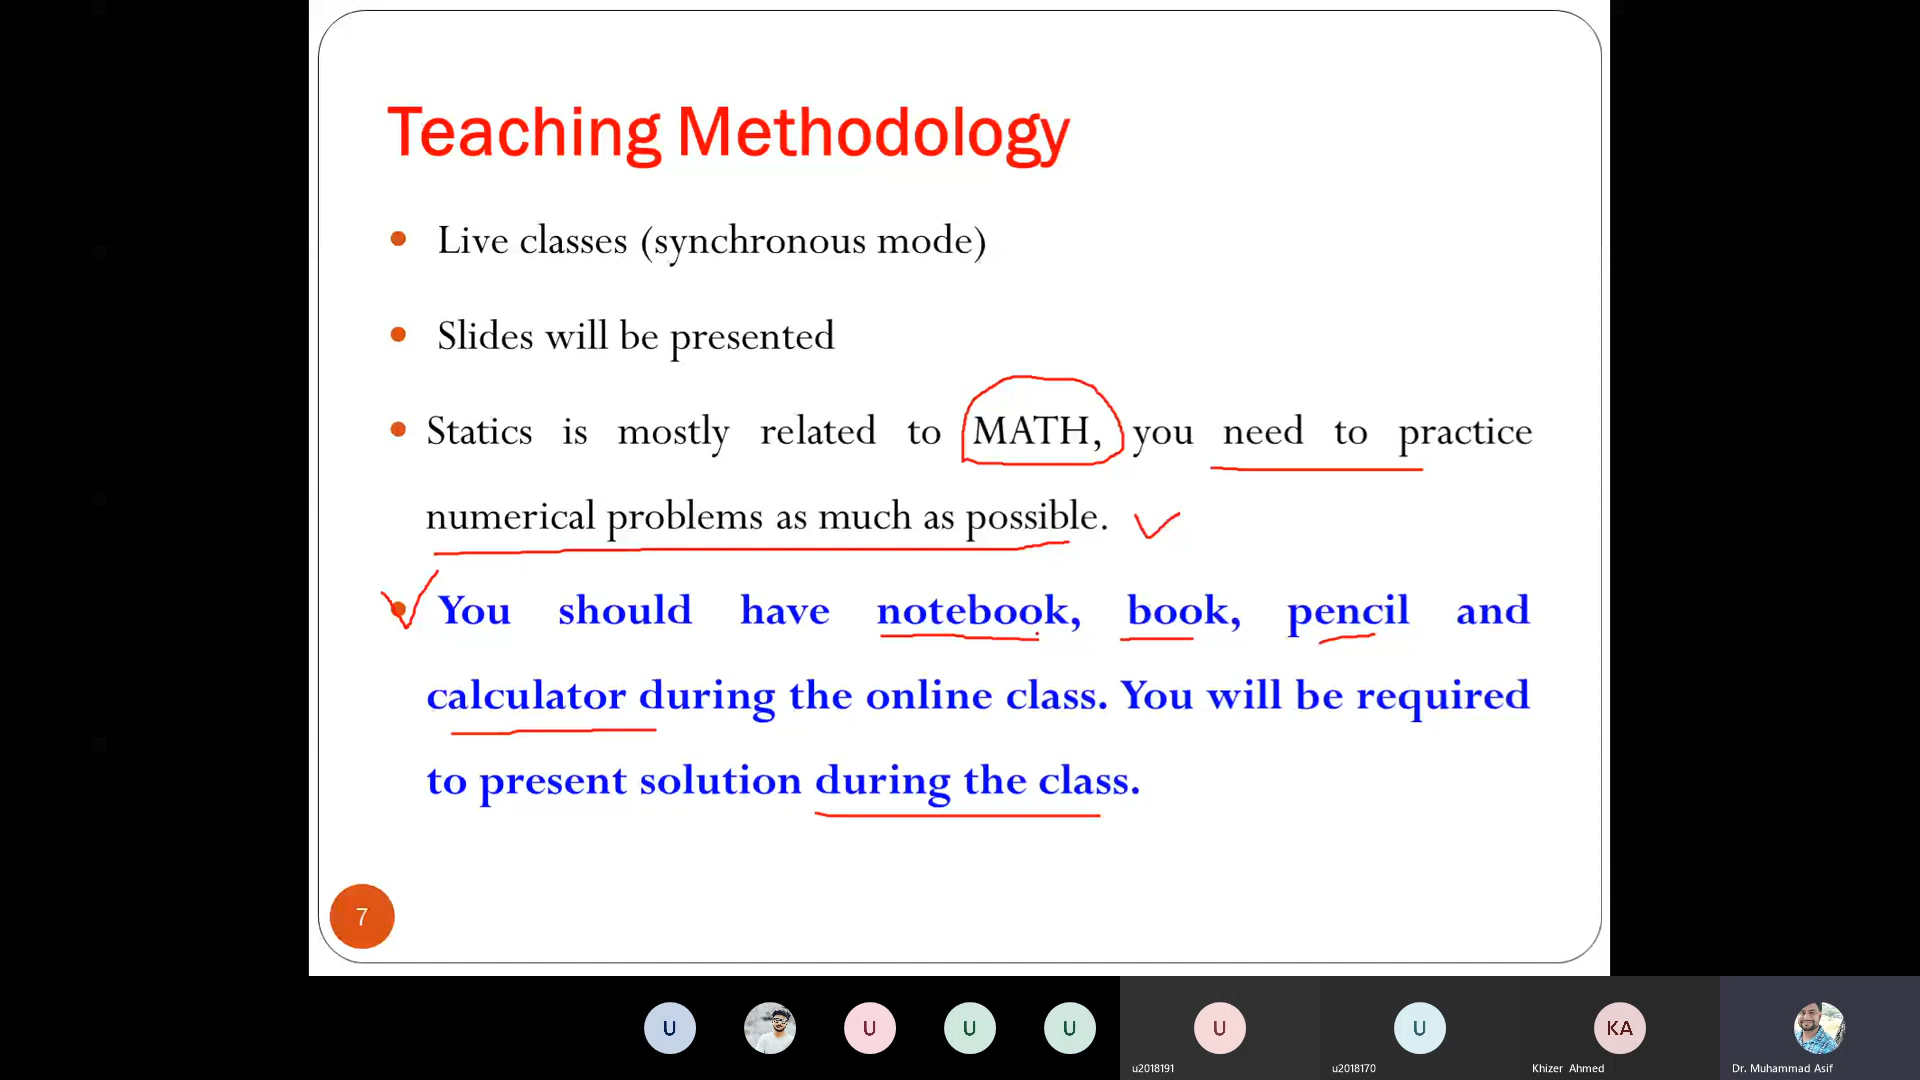 Teaching Methodology
Live classes (synchronous mode)
Slides will be presented
Statics is mostly related to MATH, you need to practice
numerical problems as much as possible.
You should have notebook, book, pencil and
calculator during the online class. You will be required
to present solution during the class.
7
U U U U U U KA
u2018191 u2018170 Khizer Ahmed Dr. Muhammad Asif